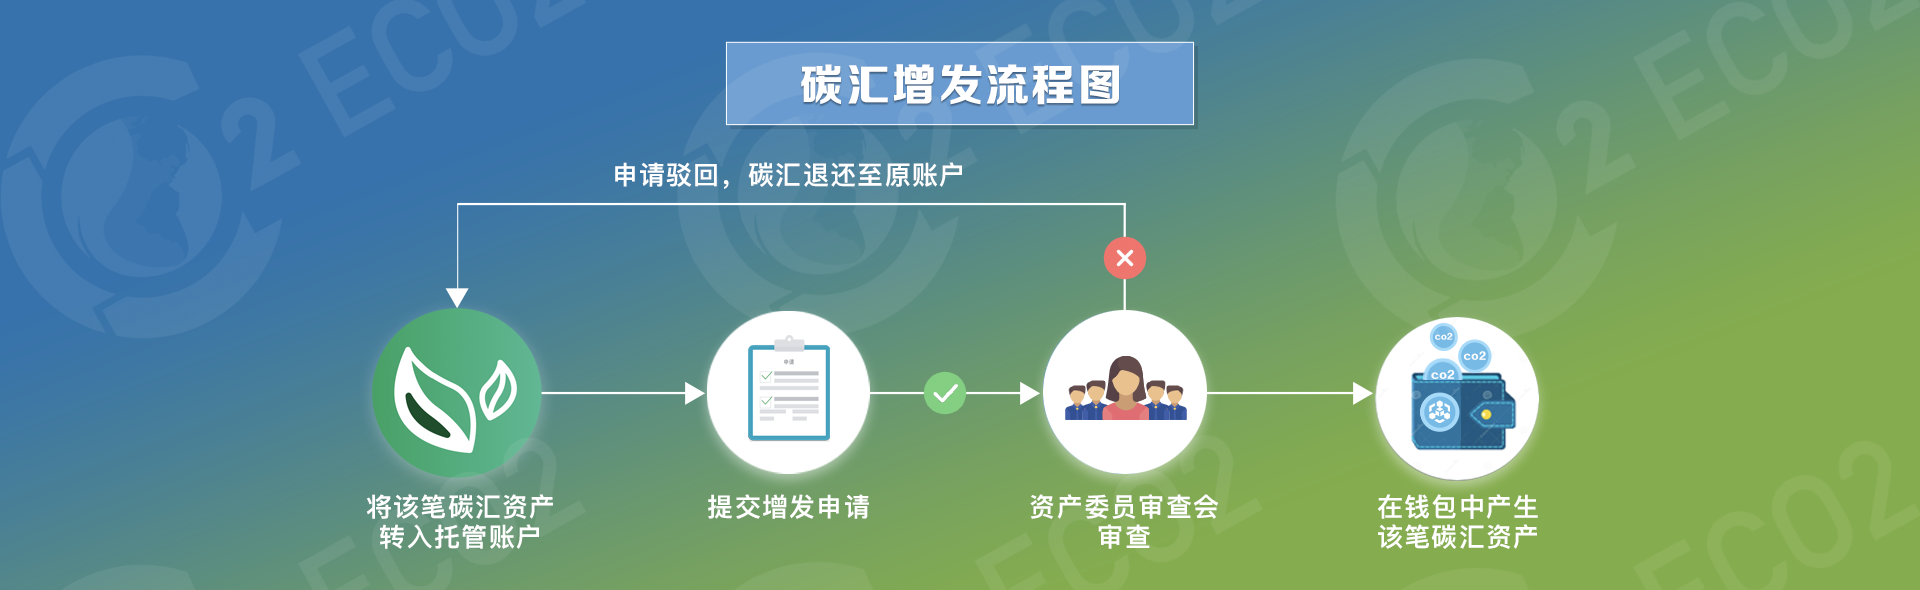 碳汇增发流程图
申请驳回，碳汇退还至原账户
申请
co2
co2
co2
将该笔碳汇资产
转入托管账户
提交增发申请
资产委员审查会
审查
在钱包中产生
该笔碳汇资产
2 ECO2
2 ECO2
2 ECO2
ECO2
ECO2
ECO2